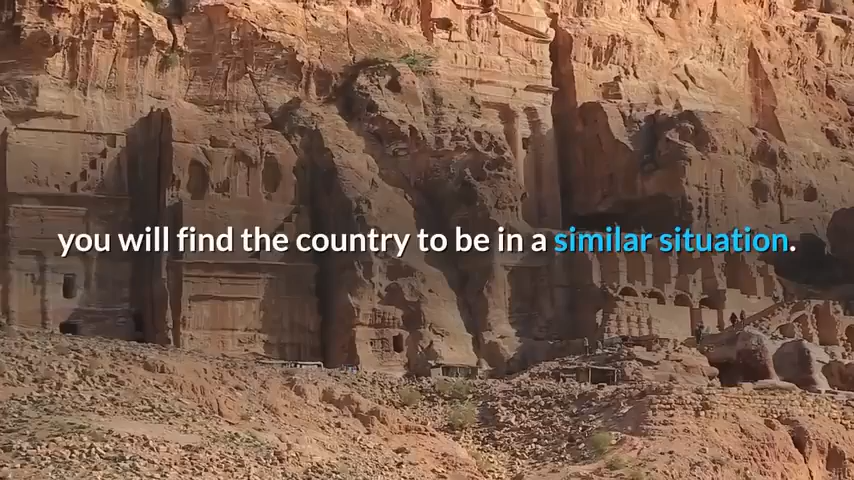 you will find the country to be in a similar situation.